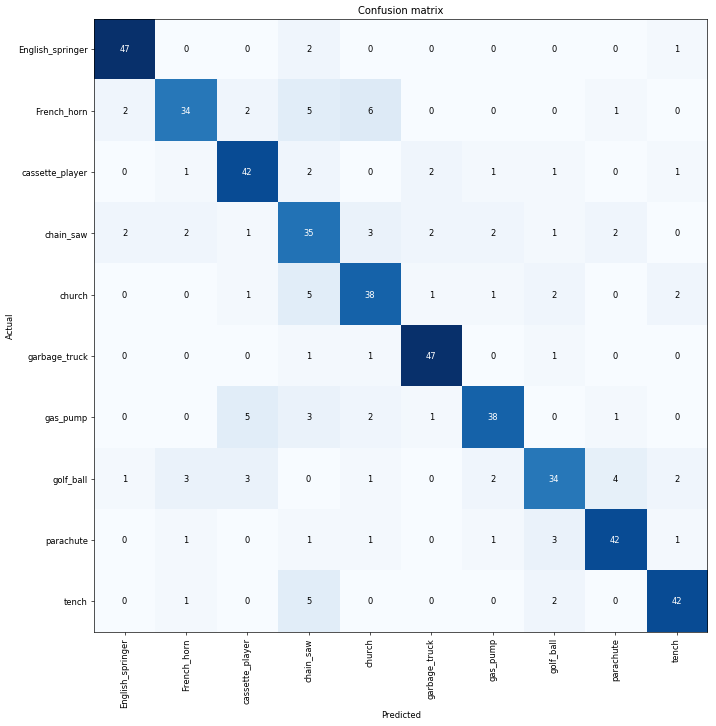 Confusion matrix
English_springer 47 0 0 2 0 0 0 0 0 1
French_horn 2 34 2 5 6 0 0 0 1 0
cassette_player 0 1 42 2 0 2 1 1 0 1
chain_saw 2 2 1 35 3 2 2 1 2 0
church 0 0 1 5 38 1 1 2 0 2
Actual
garbage_truck 0 0 0 1 1 47 0 1 0 0
gas_pump 0 0 5 3 2 1 38 0 1 0
golf_ball 1 3 3 0 1 0 2 34 4 2
parachute 0 1 0 1 1 0 1 3 42 1
tench 0 1 0 5 0 0 0 2 0 42
English_springer French_horn cassette_player chain_saw church garbage_truck gas_pump golf_ball parachute tench
Predicted